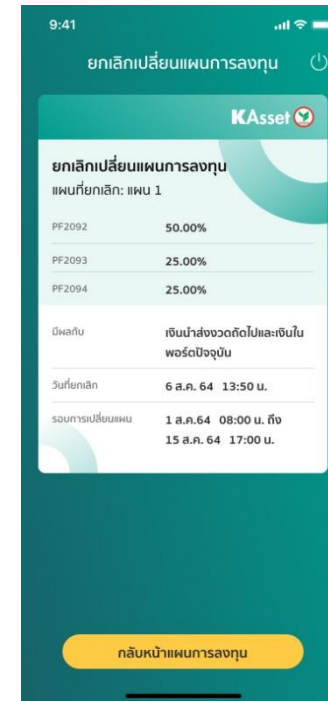 9:41
ยกเลิกเปลี่ยนแผนการลงทุน
KAsset
ยกเลิกเปลี่ยนแผนการลงทุน
แผนที่ยกเลิก: แผน 1
PF2092 50.00%
PF2093 25.00%
PF2094 25.00%
มีผลกับ เงินนำส่งงวดถัดไปและเงินใน
พอร์ตปัจจุบัน
วันที่ยกเลิก 6 ส.ค. 64 13:50 น.
รอบการเปลี่ยนแผน 1 ส.ค.64 08:00 น. ถึง
15 ส.ค. 64 17:00 น.
กลับหน้าแผนการลงทุน